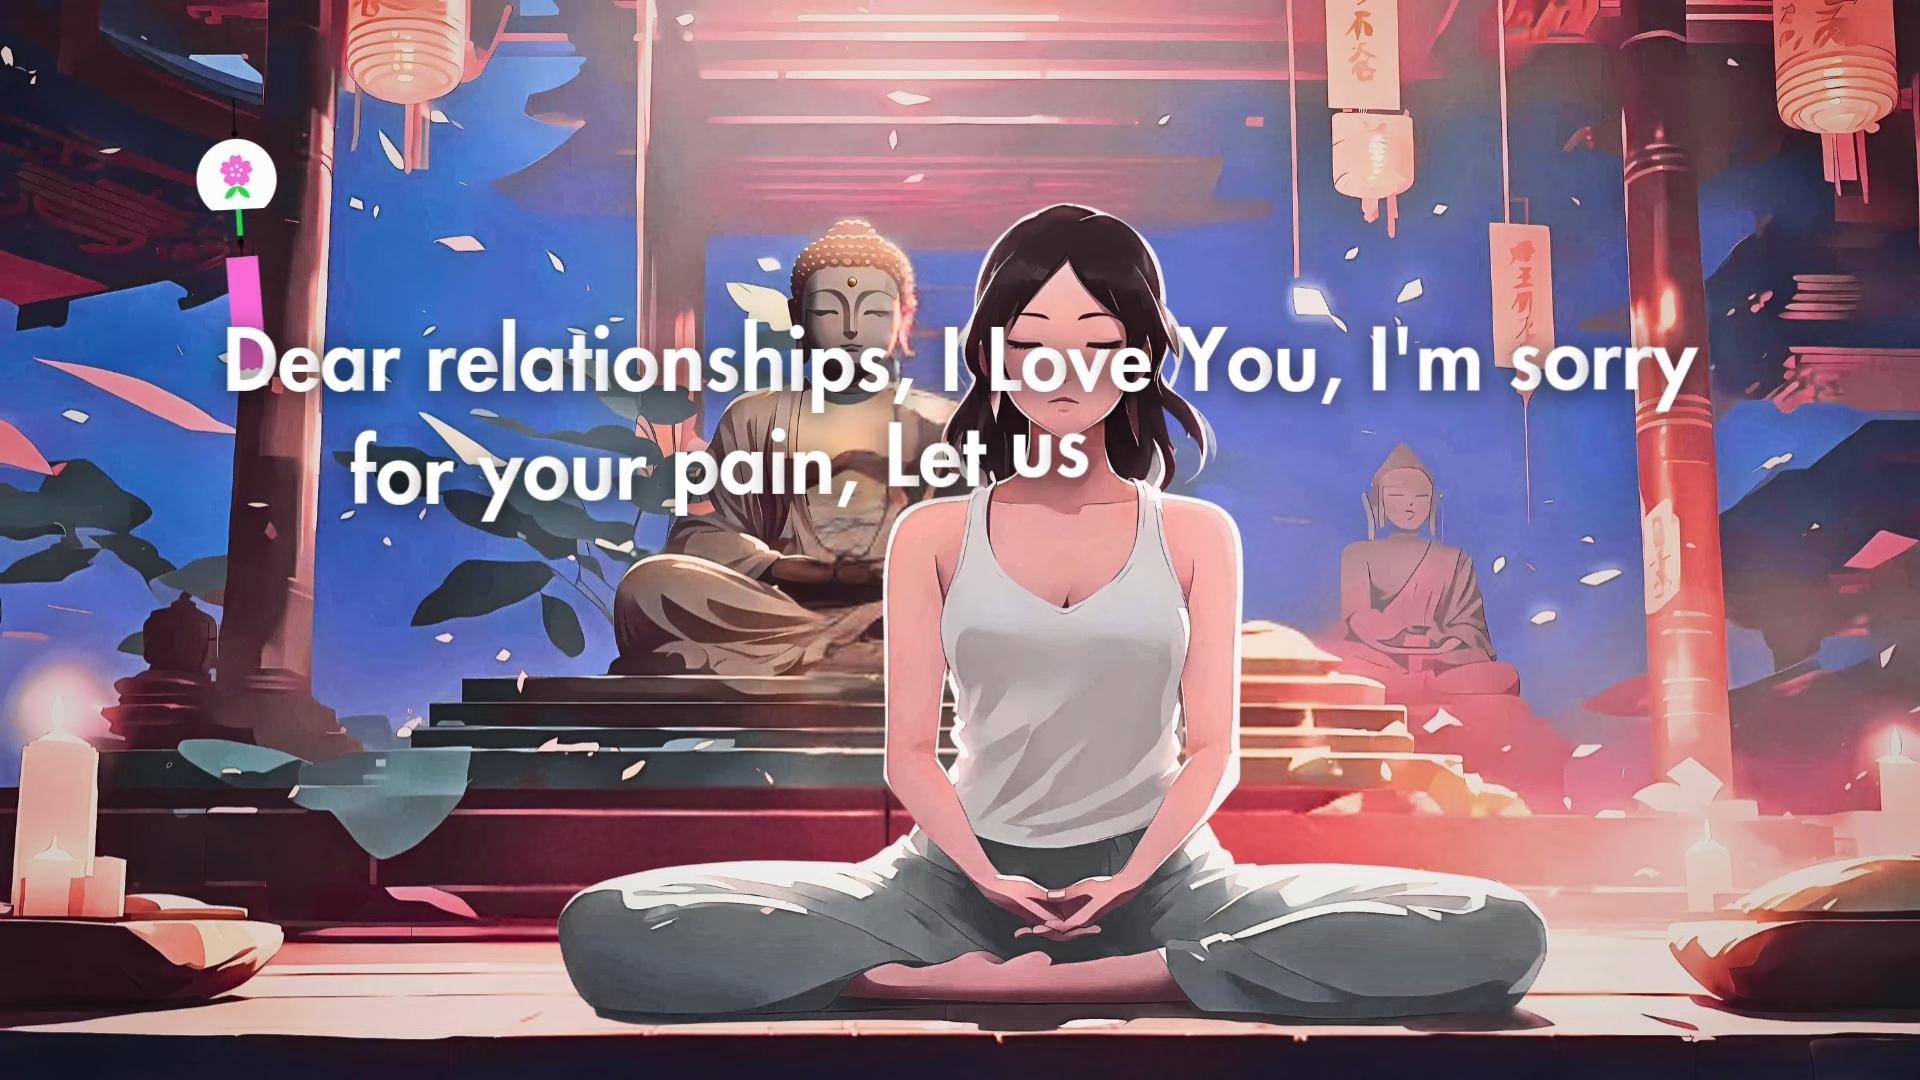 Dear relationships, I Love You, I'm sorry
for your pain, Let us